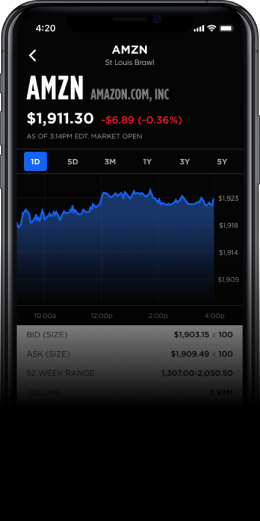 4:20
AMZN
St Louis Brawl
AMZN AMAZON.COM, INC
$1,911.30 -$6.89 (-0.36%)
AS OF 3:14PM EDT. MARKET OPEN
1D 5D 3M 1Y 3Y 5Y
$1,923
$1,918
$1,914
$1,909
10:00a 12:00p 2:00p 4:00p
BID (SIZE) $1,903.15 x 100
ASK (SIZE) $1,909.49 x 100
52 WEEK RANGE 1,307.00-2,050.50
VOLUME 3.93M